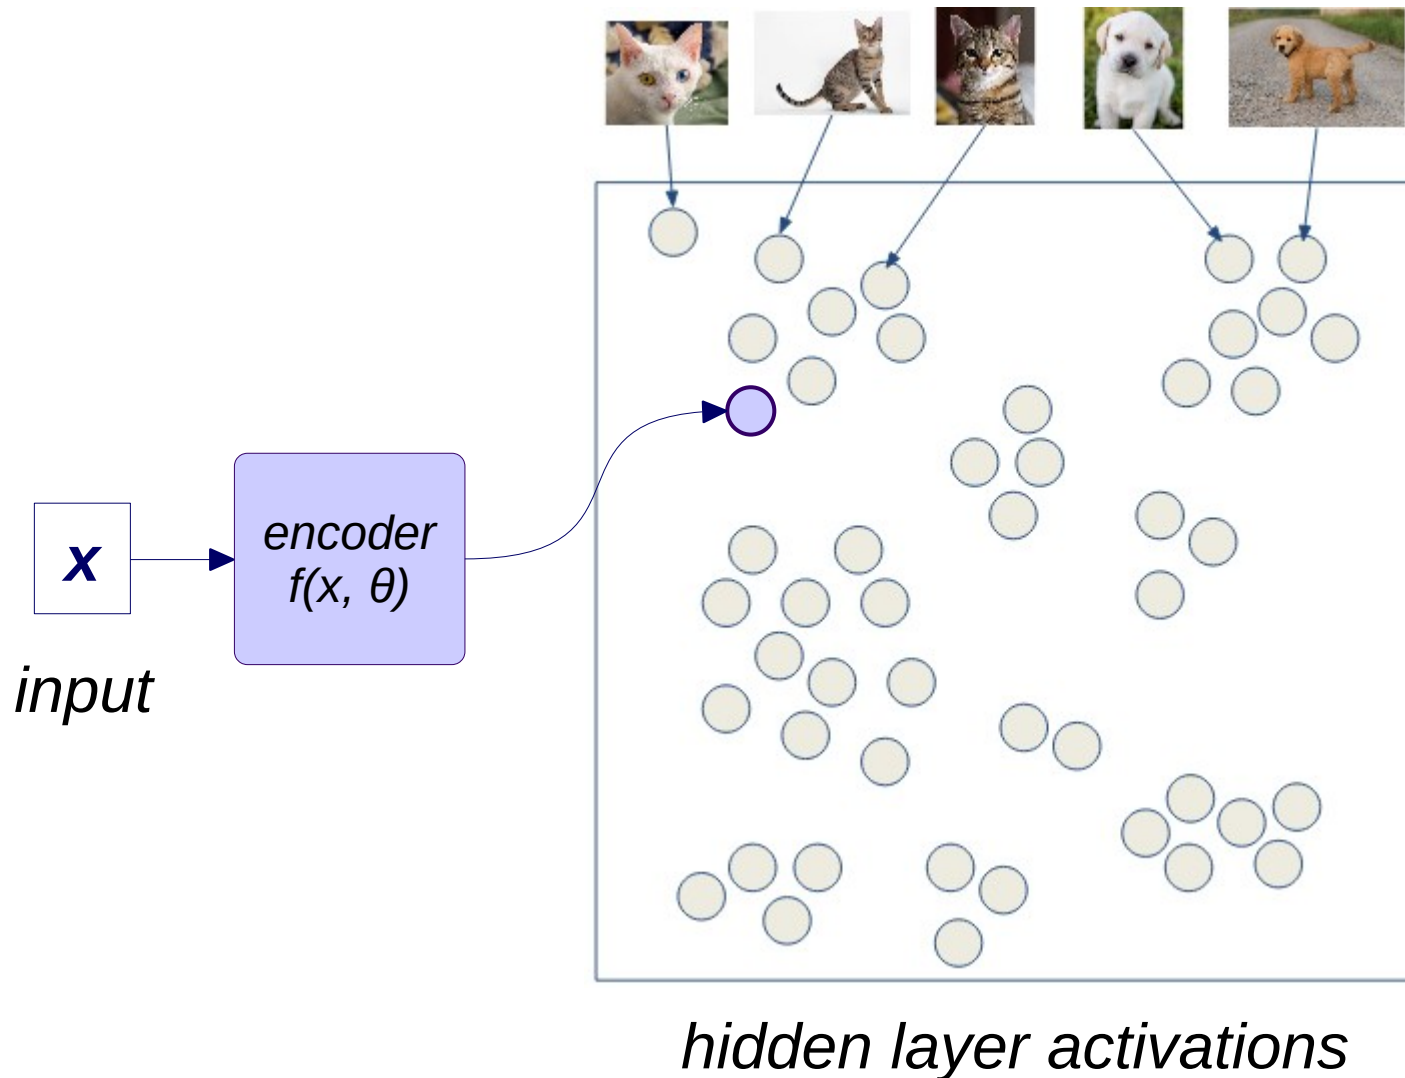 x
encoder
f(x, θ)
input
hidden layer activations